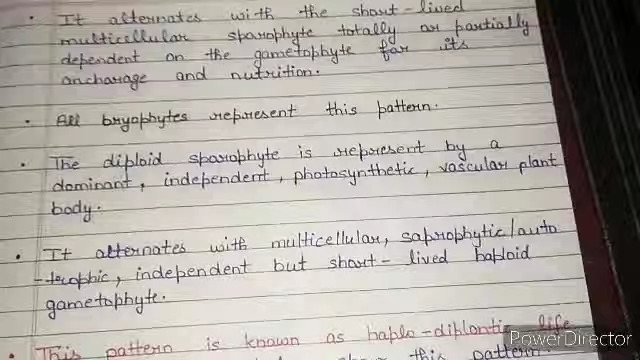 • It alternates with the short-lived
multicellular sporophyte totally or partially
dependent on the gametophyte for its
anchorage and nutrition.
• All bryophytes represent this pattern.
• The diploid sporophyte is represent by a
dominant, independent, photosynthetic, vascular plant
body.
• It alternates with multicellular, saprophytic/auto
-trophic, independent but short-lived haploid
gametophyte.
• This pattern is known as haplo-diplontic life
this pattern
PowerDirector